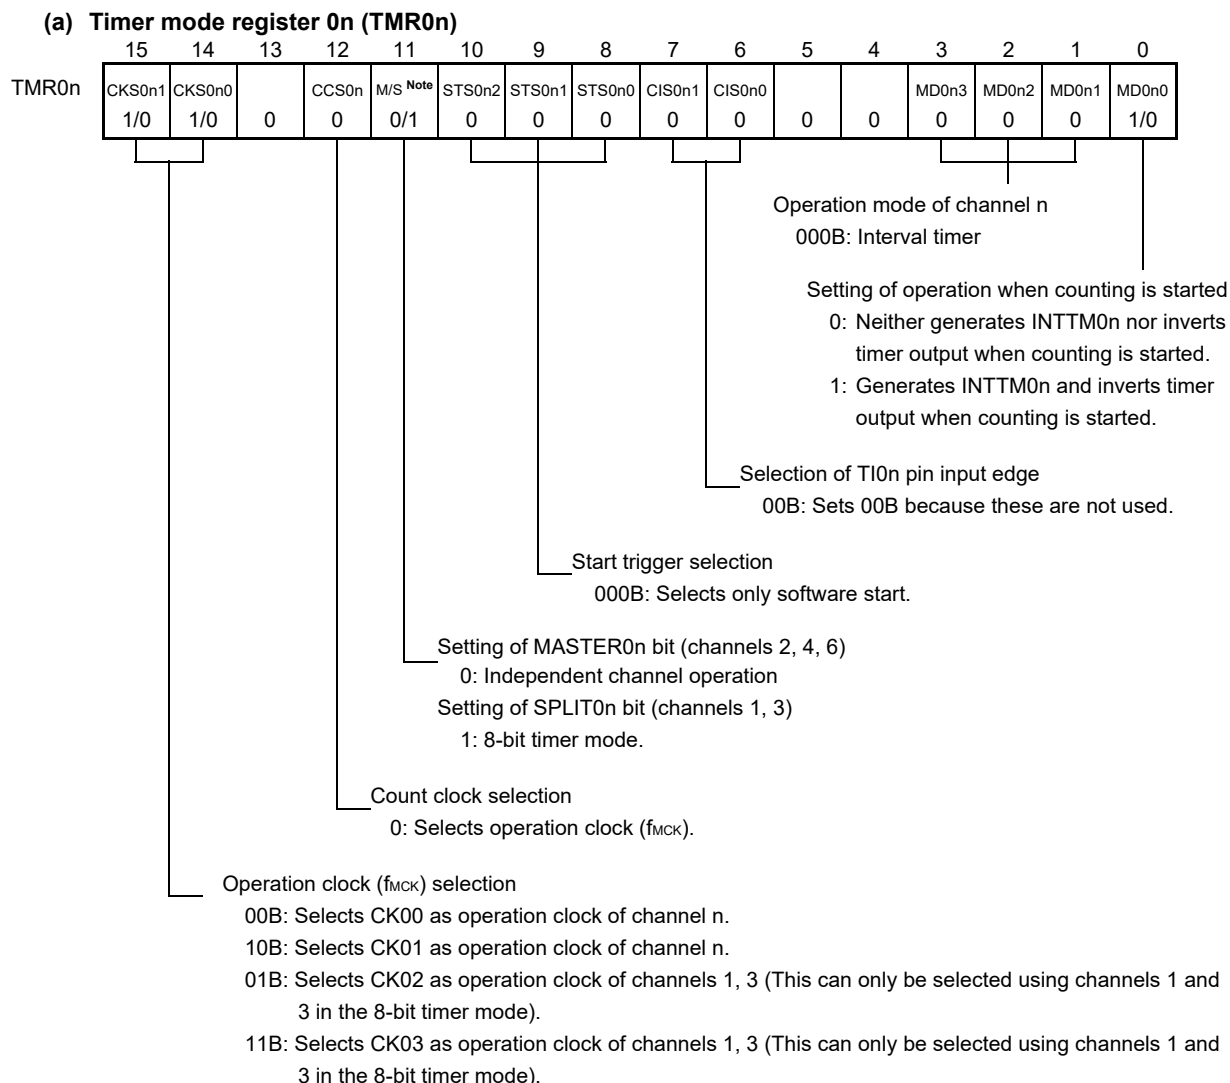 (a) Timer mode register 0n (TMR0n)
15 14 13 12 11 10 9 8 7 6 5 4 3 2 1 0
TMR0n CKS0n1 CKS0n0 CCS0n M/S Note STS0n2 STS0n1 STS0n0 CIS0n1 CIS0n0 MD0n3 MD0n2 MD0n1 MD0n0
1/0 1/0 0 0 0/1 0 0 0 0 0 0 0 0 0 0 1/0
Operation mode of channel n
000B: Interval timer
Setting of operation when counting is started
0: Neither generates INTTM0n nor inverts
timer output when counting is started.
1: Generates INTTM0n and inverts timer
output when counting is started.
Selection of TI0n pin input edge
00B: Sets 00B because these are not used.
Start trigger selection
000B: Selects only software start.
Setting of MASTER0n bit (channels 2, 4, 6)
0: Independent channel operation
Setting of SPLIT0n bit (channels 1, 3)
1: 8-bit timer mode.
Count clock selection
0: Selects operation clock (fMCK).
Operation clock (fMCK) selection
00B: Selects CK00 as operation clock of channel n.
10B: Selects CK01 as operation clock of channel n.
01B: Selects CK02 as operation clock of channels 1, 3 (This can only be selected using channels 1 and
3 in the 8-bit timer mode).
11B: Selects CK03 as operation clock of channels 1, 3 (This can only be selected using channels 1 and
3 in the 8-bit timer mode).